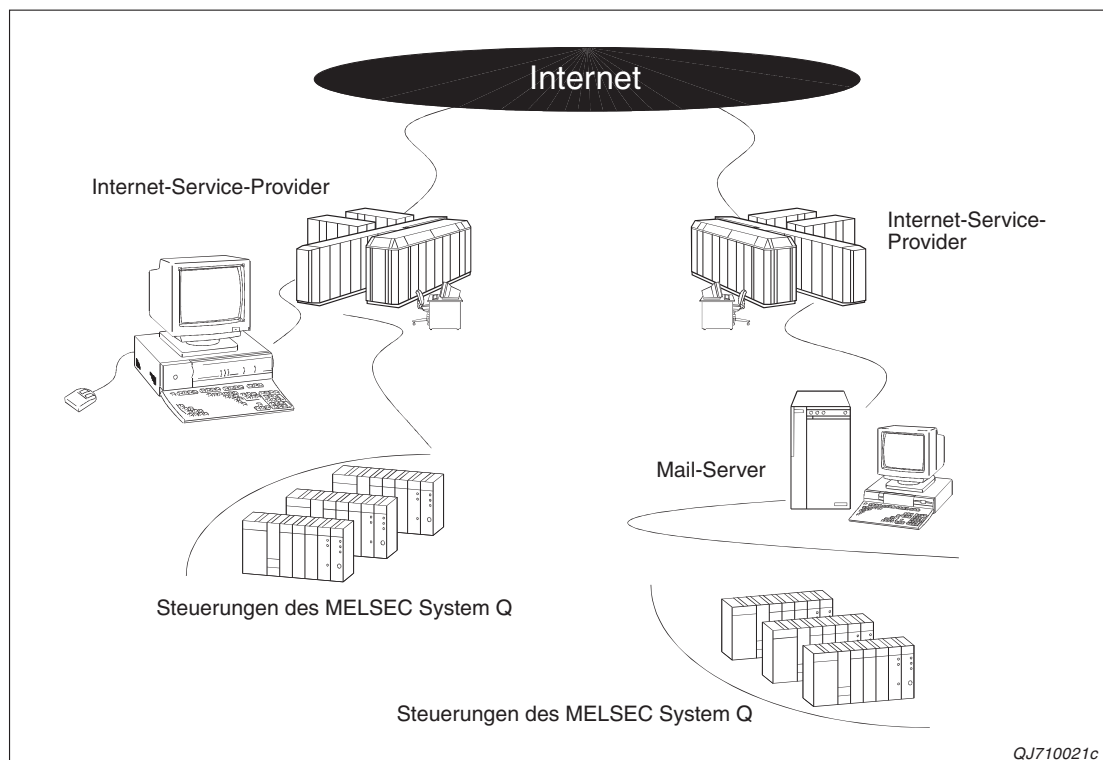 Internet
Internet-Service-Provider
Internet-Service-
Provider
Mail-Server
Steuerungen des MELSEC System Q
Steuerungen des MELSEC System Q
QJ710021c